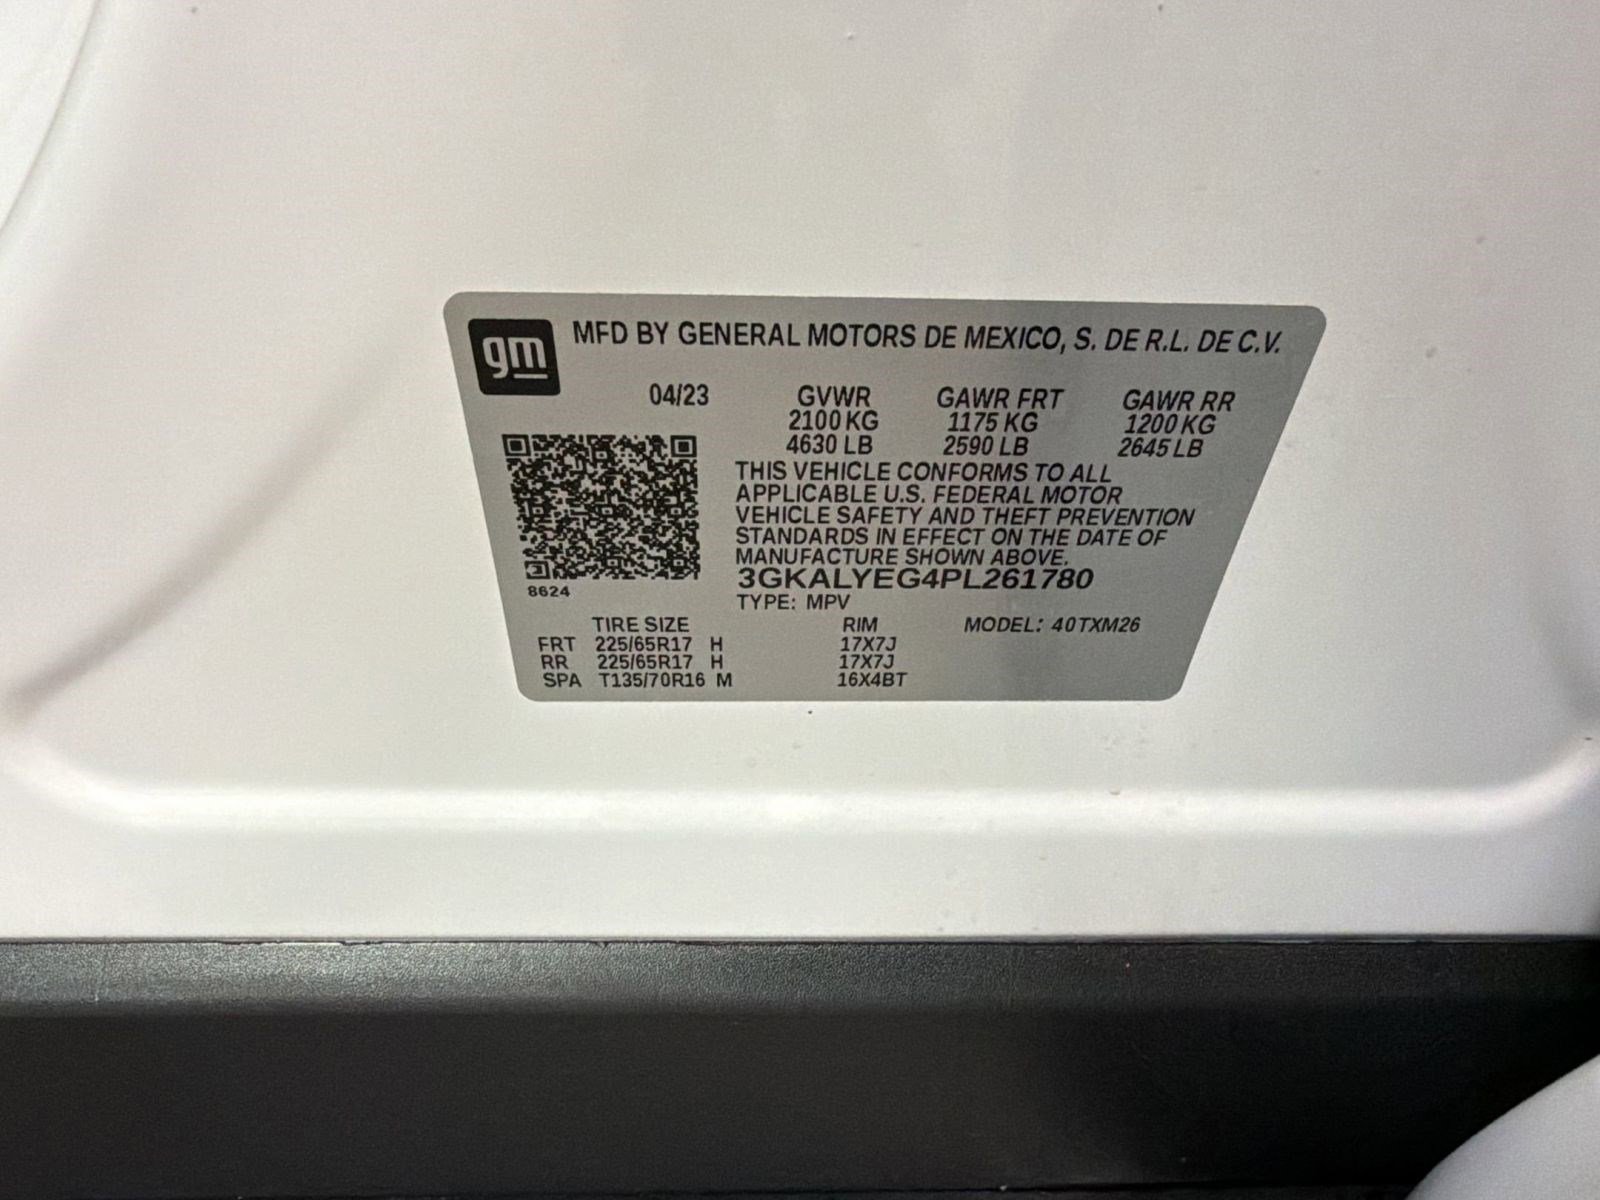 gm MFD BY GENERAL MOTORS DE MEXICO, S. DE R.L. DE C.V.
04/23 GVWR GAWR FRT GAWR RR
2100 KG 1175 KG 1200 KG
4630 LB 2590 LB 2645 LB
THIS VEHICLE CONFORMS TO ALL
APPLICABLE U.S. FEDERAL MOTOR
VEHICLE SAFETY AND THEFT PREVENTION
STANDARDS IN EFFECT ON THE DATE OF
MANUFACTURE SHOWN ABOVE.
3GKALYEG4PL261780
8624
TYPE: MPV
TIRE SIZE RIM MODEL: 40TXM26
FRT 225/65R17 H 17X7J
RR 225/65R17 H 17X7J
SPA T135/70R16 M 16X4BT